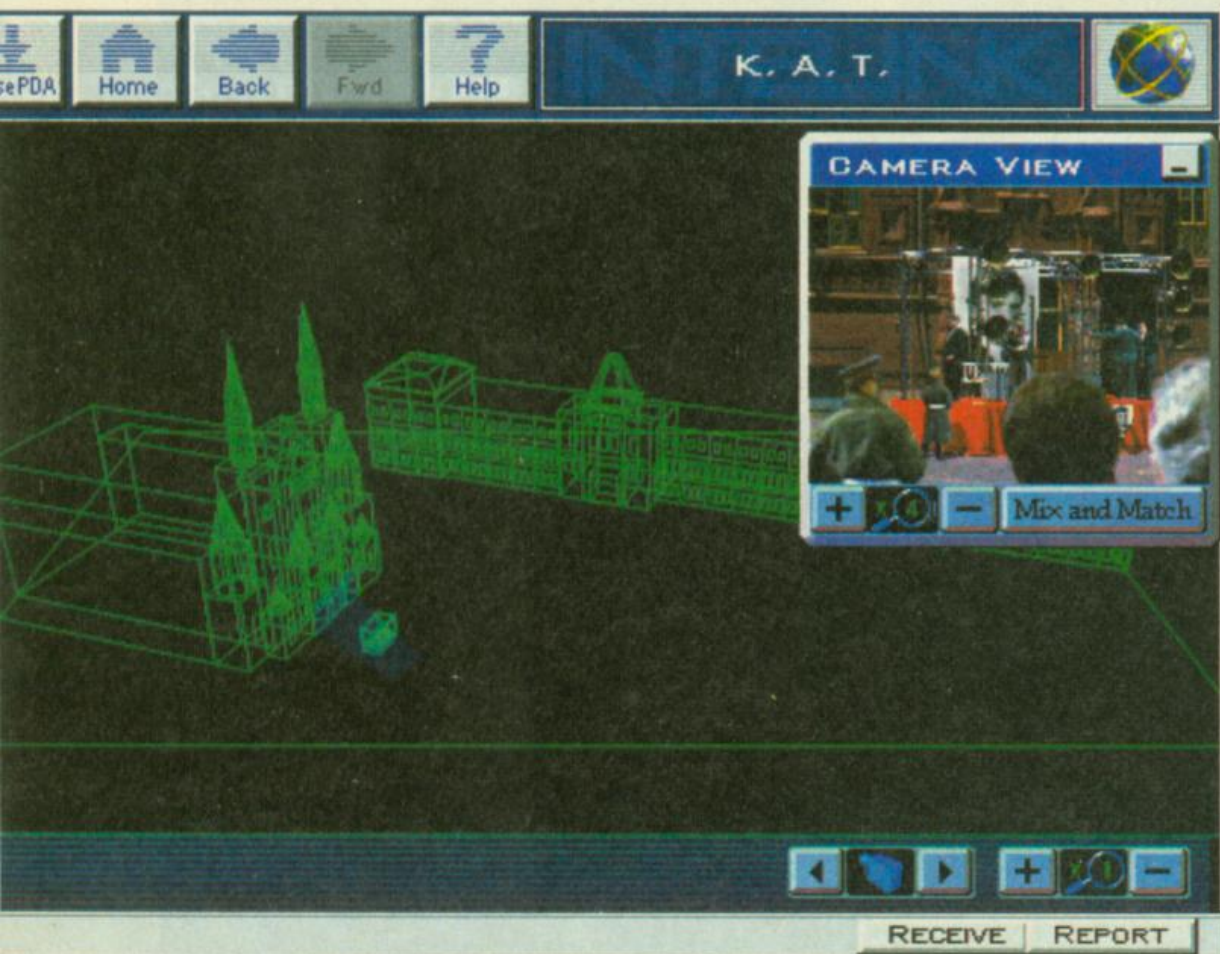 sePDA
Home
Back
Fwd
Help
K. A. T.
CAMERA VIEW
Mix and Match
RECEIVE
REPORT